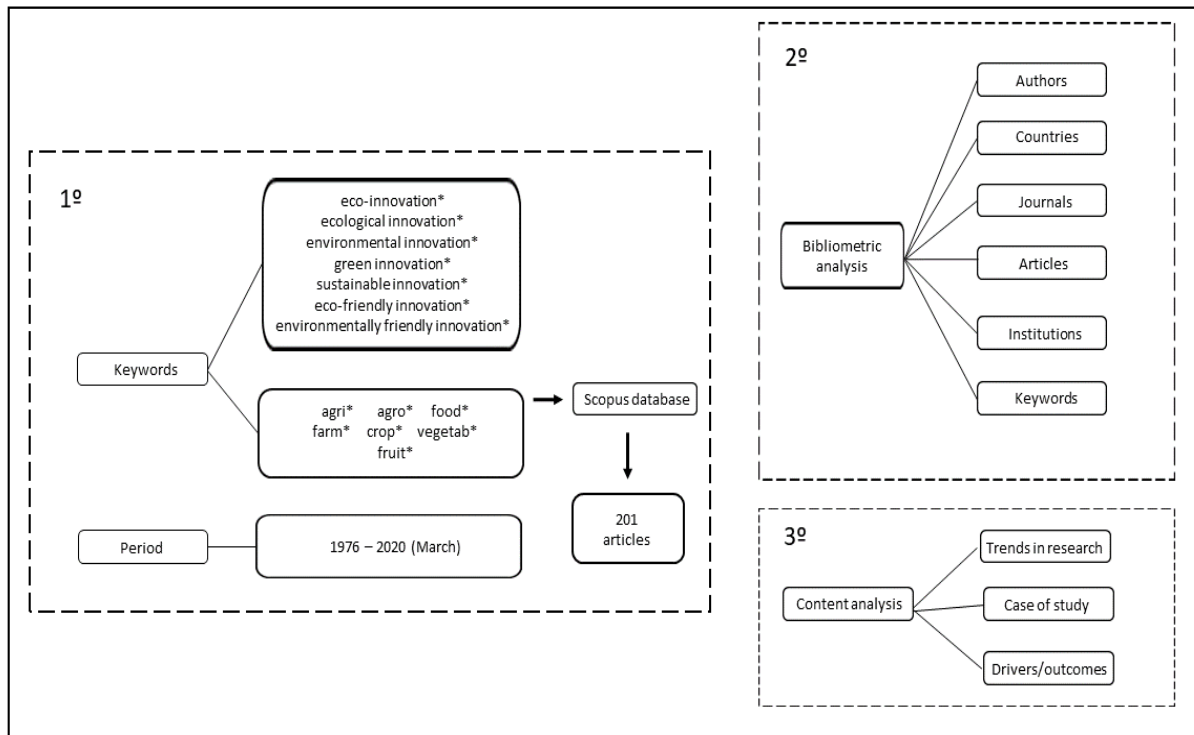 1º
Keywords
eco-innovation*
ecological innovation*
environmental innovation*
green innovation*
sustainable innovation*
eco-friendly innovation*
environmentally friendly innovation*
agri* agro* food*
farm* crop* vegetab*
fruit*
Scopus database
201
articles
Period
1976 – 2020 (March)
2º
Bibliometric
analysis
Authors
Countries
Journals
Articles
Institutions
Keywords
3º
Content analysis
Trends in research
Case of study
Drivers/outcomes